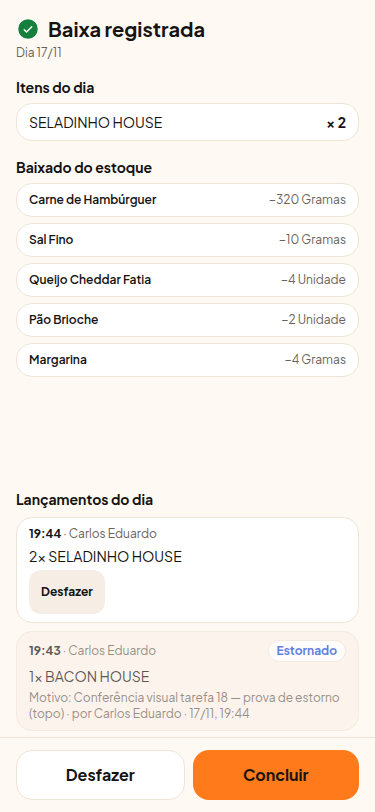 Baixa registrada
Dia 17/11
Itens do dia
SELADINHO HOUSE × 2
Baixado do estoque
Carne de Hambúrguer −320 Gramas
Sal Fino −10 Gramas
Queijo Cheddar Fatia −4 Unidade
Pão Brioche −2 Unidade
Margarina −4 Gramas
Lançamentos do dia
19:44 · Carlos Eduardo
2× SELADINHO HOUSE
Desfazer
19:43 · Carlos Eduardo Estornado
1× BACON HOUSE
Motivo: Conferência visual tarefa 18 — prova de estorno
(topo) · por Carlos Eduardo · 17/11, 19:44
Desfazer Concluir